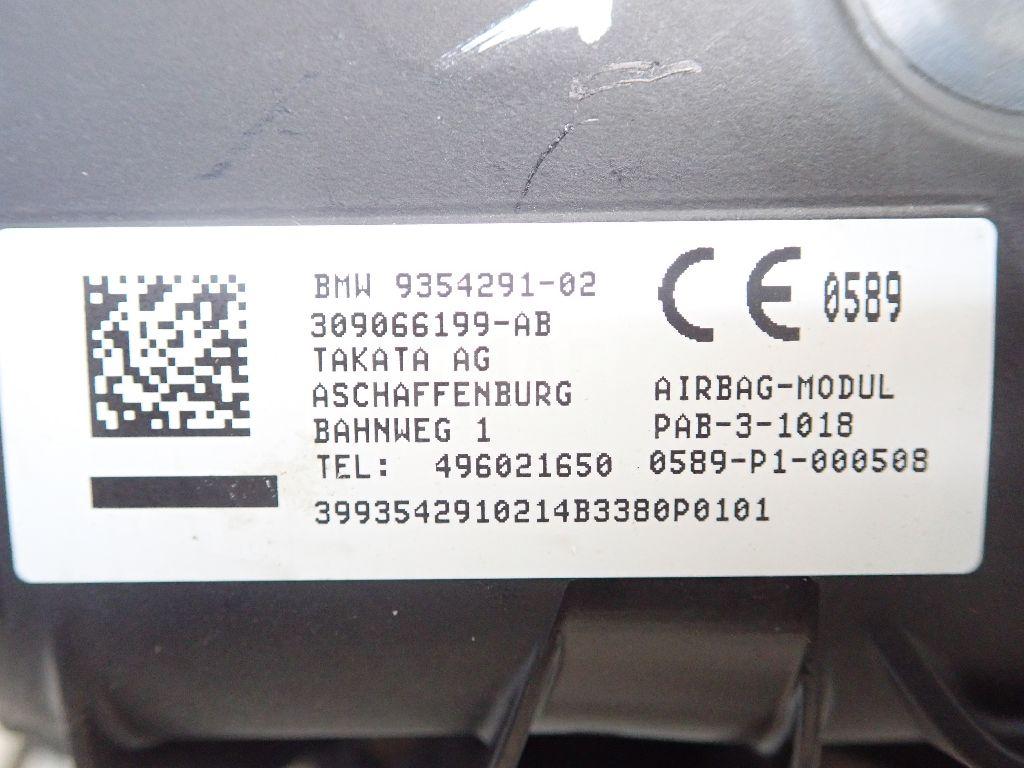 BMW 9354291-02
309066199-AB
TAKATA AG
ASCHAFFENBURG
BAHNWEG 1
TEL: 496021650
CE 0589
AIRBAG-MODUL
PAB-3-1018
0589-P1-000508
3993542910214B3380P0101